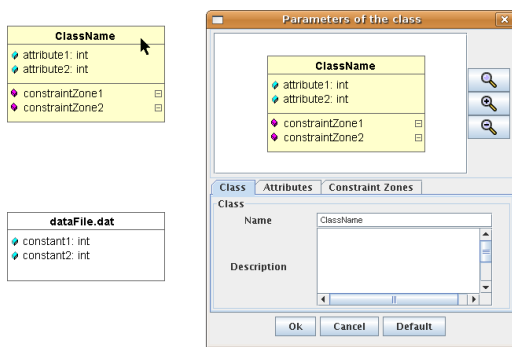 ClassName
attribute1: int
attribute2: int
constraintZone1
constraintZone2
dataFile.dat
constant1: int
constant2: int
Parameters of the class
ClassName
attribute1: int
attribute2: int
constraintZone1
constraintZone2
Class Attributes Constraint Zones
Class
Name ClassName
Description
Ok Cancel Default